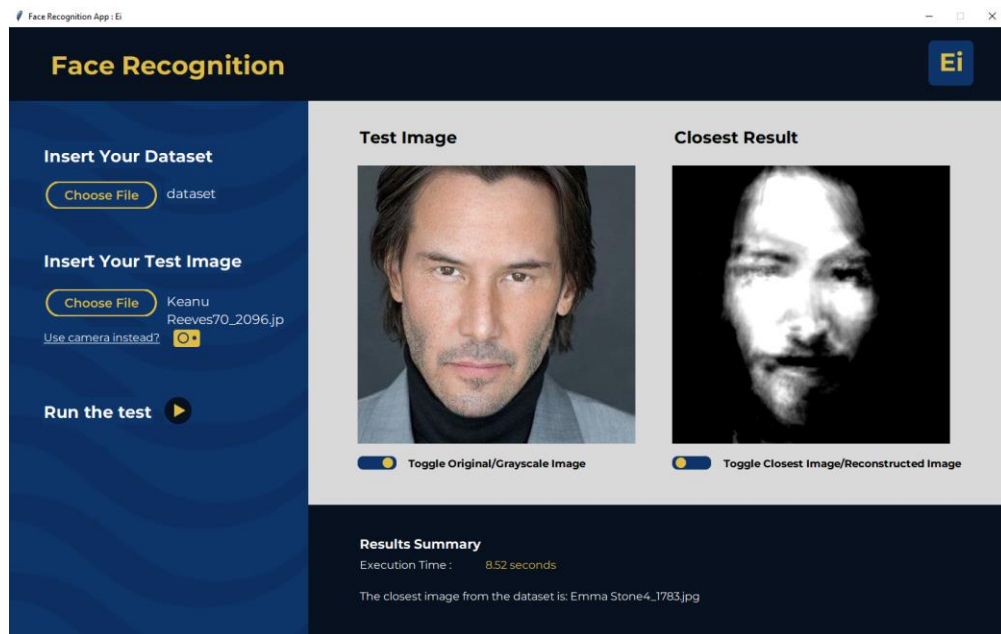 Face Recognition App : Ei
Face Recognition
Ei
Insert Your Dataset
Choose File
dataset
Insert Your Test Image
Choose File
Keanu
Reeves70_2096.jp
Use camera instead?
Run the test
Test Image
Closest Result
Toggle Original/Grayscale Image
Toggle Closest Image/Reconstructed Image
Results Summary
Execution Time : 8.52 seconds
The closest image from the dataset is: Emma Stone4_1783.jpg